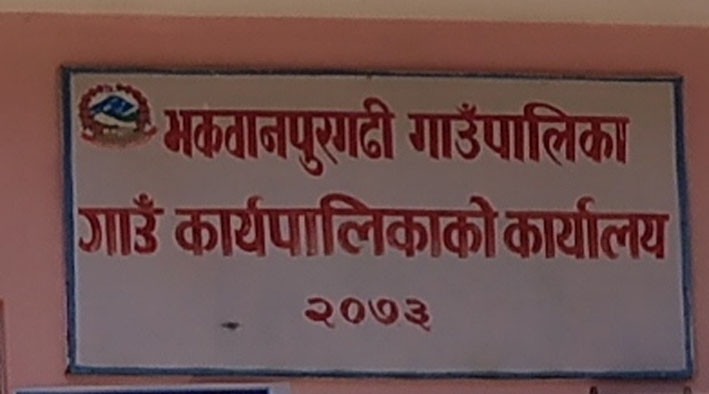 भकवानपुरगढी गाउँपालिका
गाउँ कार्यपालिकाको कार्यालय
२०७३